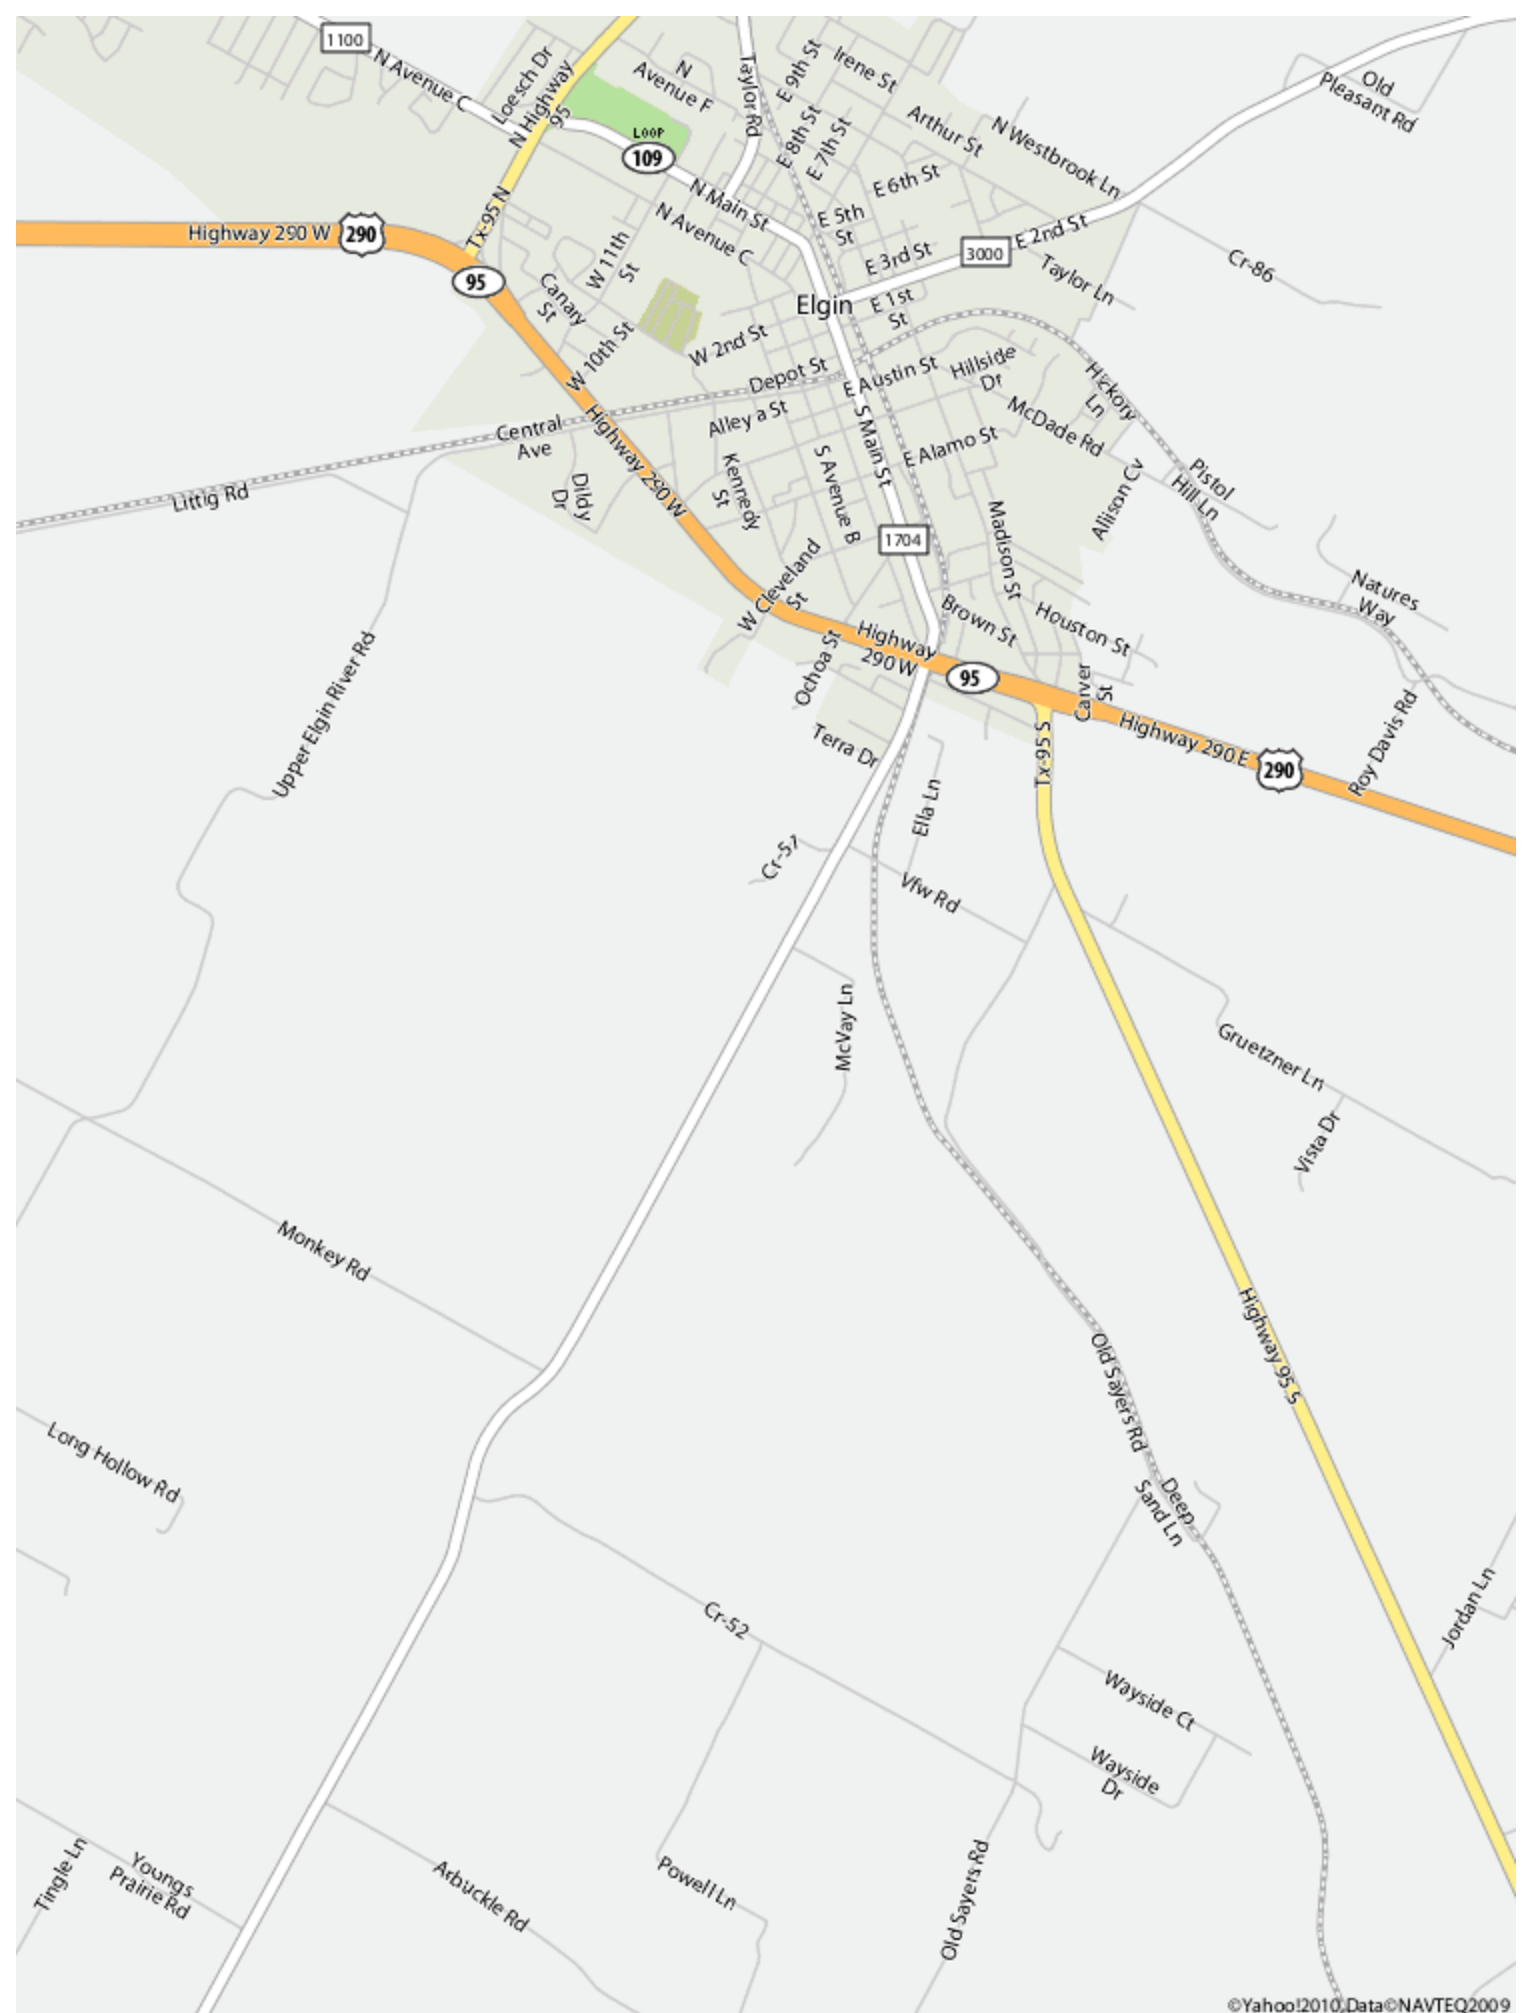 1100
N Avenue C
Loesch Dr
N Highway
95
N
Avenue F
Taylor Rd
E 9th St
Irene St
Old
Pleasant Rd
LOOP
109
E 8th St
E 7th St
Arthur St
N Westbrook Ln
E 6th St
N Main St
Tx-95 N
Highway 290 W
290
N Avenue C
E 5th
St
E 2nd St
3000
E 3rd St
Cr-86
Taylor Ln
95
W 11th
St
Canary
St
Elgin
E 1st
St
W 10th St
W 2nd St
Depot St
E Austin St
Hillside
Dr
Hickory
Ln
McDade Rd
Alley a St
S Main St
Central
Ave
Highway 290 W
E Alamo St
Littig Rd
Dildy
Dr
Kennedy
St
S Avenue B
Allison Cv
Pistol
Hill Ln
Madison St
1704
W Cleveland
St
Natures
Way
Brown St
Houston St
Highway
290 W
Ochoa St
95
Carver
St
Upper Elgin River Rd
Terra Dr
Tx-95 S
Highway 290 E
290
Roy Davis Rd
Ella Ln
Cr-57
Vfw Rd
McVay Ln
Gruetzner Ln
Vista Dr
Monkey Rd
Highway 95 S
Old Sayers Rd
Long Hollow Rd
Deep
Sand Ln
Cr-52
Jordan Ln
Wayside Ct
Wayside
Dr
Tingle Ln
Youngs
Prairie Rd
Arbuckle Rd
Powell Ln
Old Sayers Rd
©Yahoo!2010,Data©NAVTEQ2009